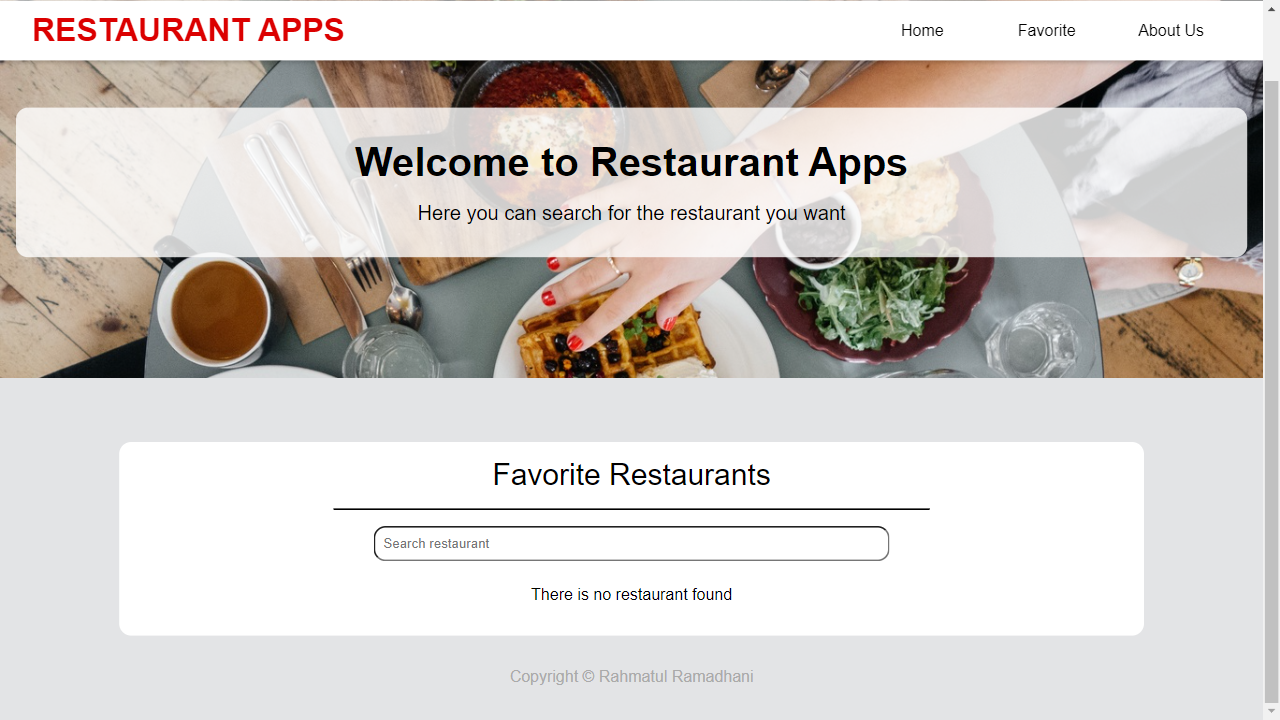 RESTAURANT APPS
Home
Favorite
About Us
Welcome to Restaurant Apps
Here you can search for the restaurant you want
Favorite Restaurants
Search restaurant
There is no restaurant found
Copyright © Rahmatul Ramadhani